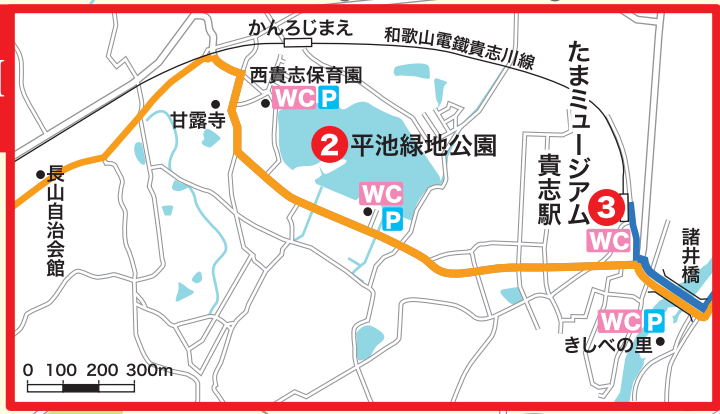 かんろじまえ
和歌山電鐵貴志川線
西貴志保育園
WC P
甘露寺
2 平池緑地公園
たまミュージアム
貴志駅
3
WC
WC
P
長山自治会館
諸井橋
WC P
きしべの里
0 100 200 300m